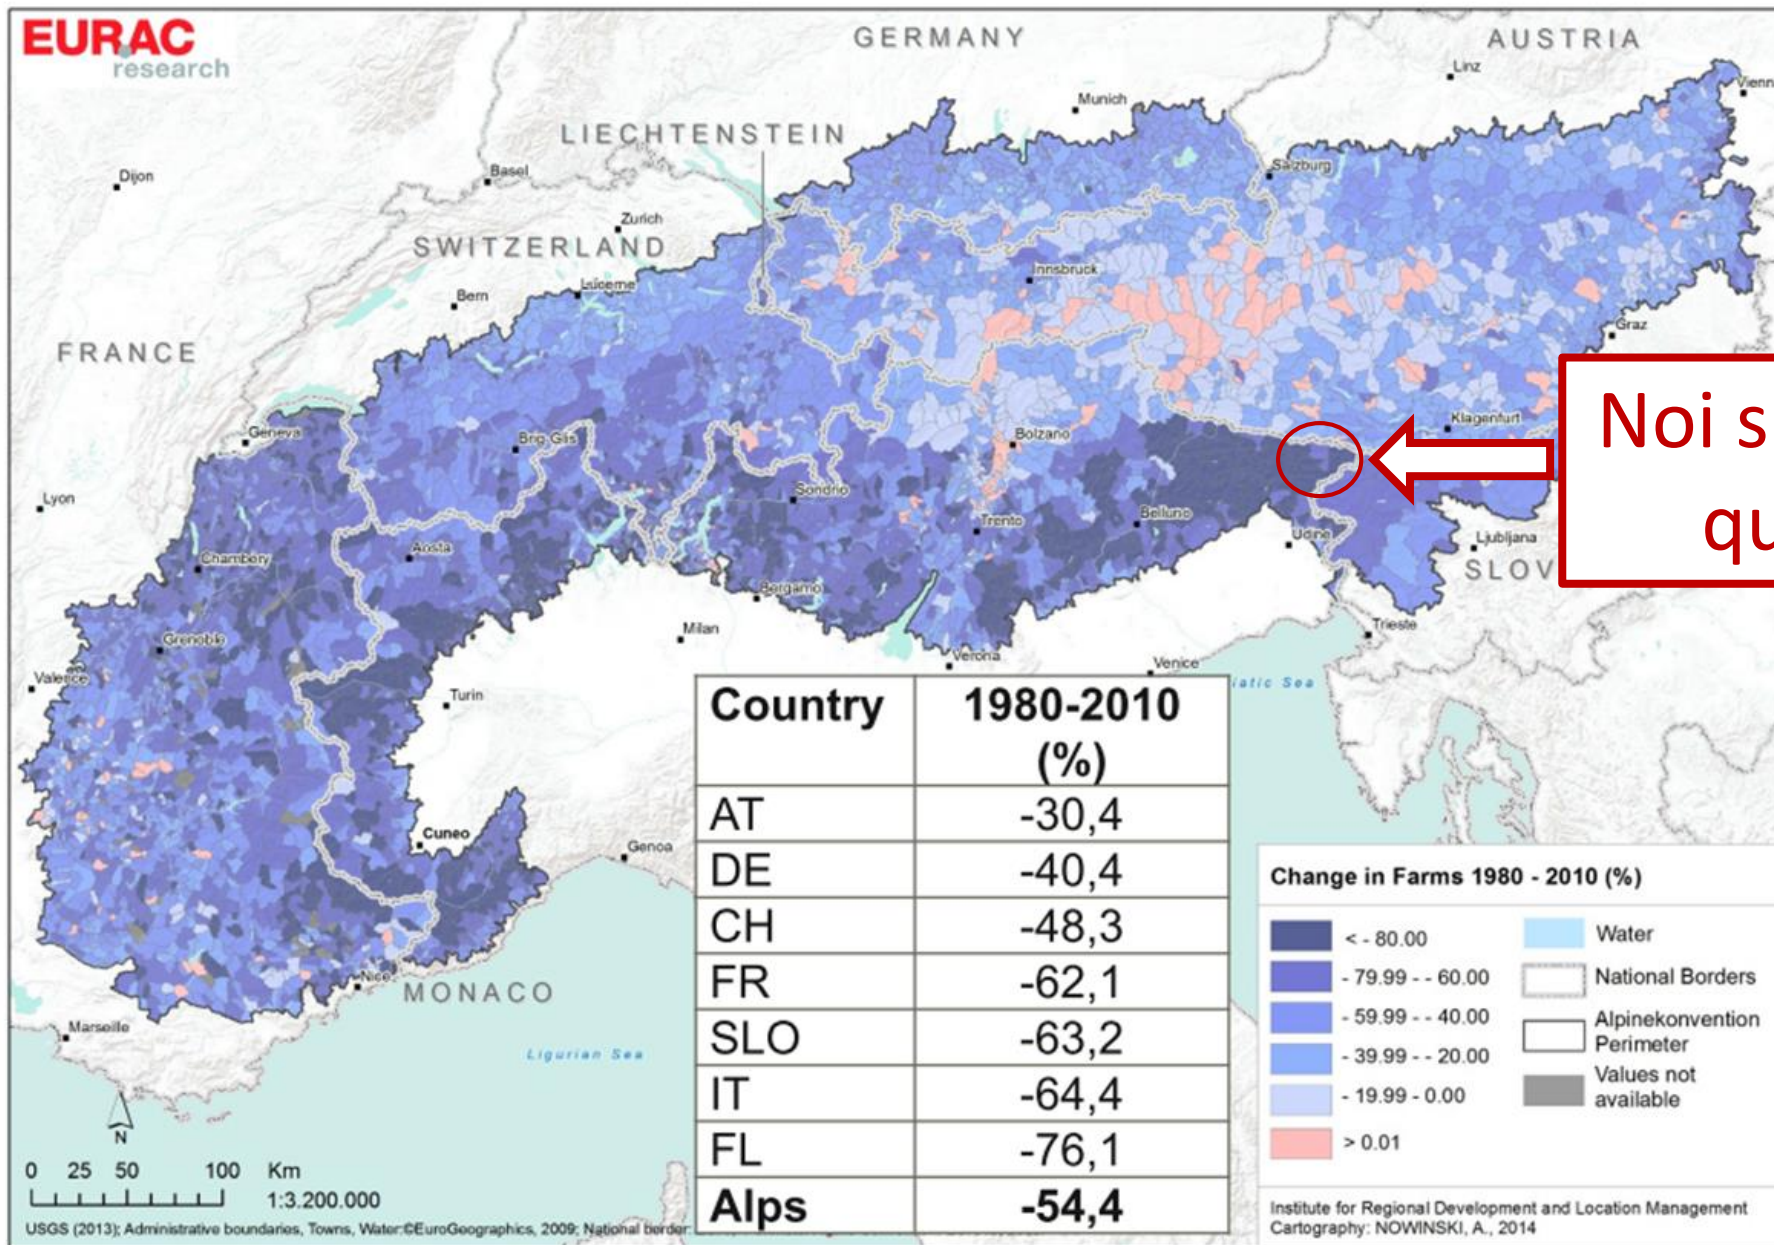 EURAC
research
GERMANY
AUSTRIA
Linz
Munich
LIECHTENSTEIN
Salzburg
Dijon
Basel
Zurich
SWITZERLAND
Innsbruck
Lucerne
Bern
Graz
FRANCE
Noi s
qu
Klagenfurt
Geneva
Brig-Glis
Bolzano
Lyon
Sondrio
Trento
Belluno
Udine
Ljubljana
SLOV
Chambéry
Aosta
Bergamo
Trieste
Grenoble
Milan
Verona
Venice
Valence
Turin
iatic Sea
Country 1980-2010
(%)
AT -30,4
DE -40,4
CH -48,3
FR -62,1
SLO -63,2
IT -64,4
FL -76,1
Alps -54,4
Cuneo
Genoa
Nice
MONACO
Marseille
Ligurian Sea
N
0 25 50 100 Km
1:3.200.000
USGS (2013); Administrative boundaries, Towns, Water:©EuroGeographics, 2009; National border:
Change in Farms 1980 - 2010 (%)
< - 80.00
- 79.99 - - 60.00
- 59.99 - - 40.00
- 39.99 - - 20.00
- 19.99 - 0.00
> 0.01
Water
National Borders
Alpinekonvention
Perimeter
Values not
available
Institute for Regional Development and Location Management
Cartography: NOWINSKI, A., 2014